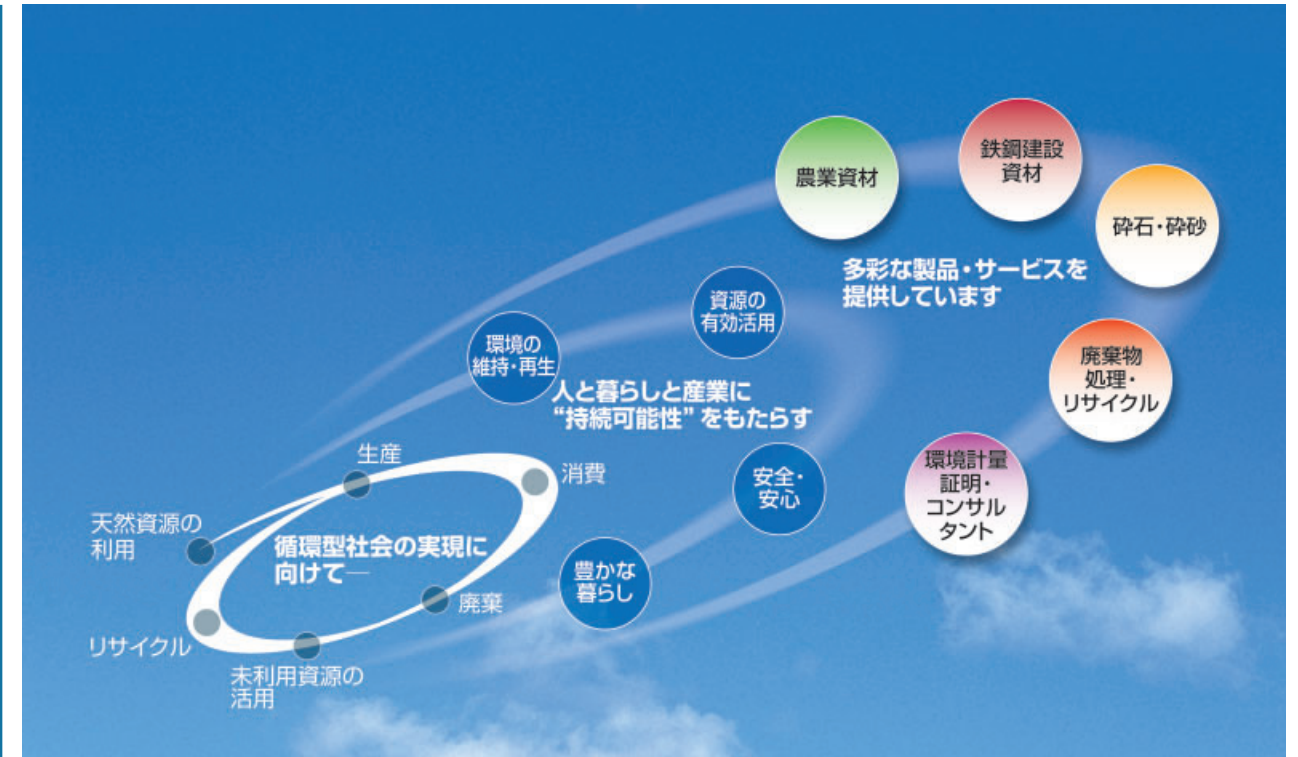 農業資材
鉄鋼建設
資材
砕石・砕砂
多彩な製品・サービスを
提供しています
資源の
有効活用
環境の
維持・再生
廃棄物
処理・
リサイクル
人と暮らしと産業に
“持続可能性”をもたらす
生産
消費
安全・
安心
環境計量
証明・
コンサル
タント
天然資源の
利用
循環型社会の実現に
向けて―
豊かな
暮らし
廃棄
リサイクル
未利用資源の
活用